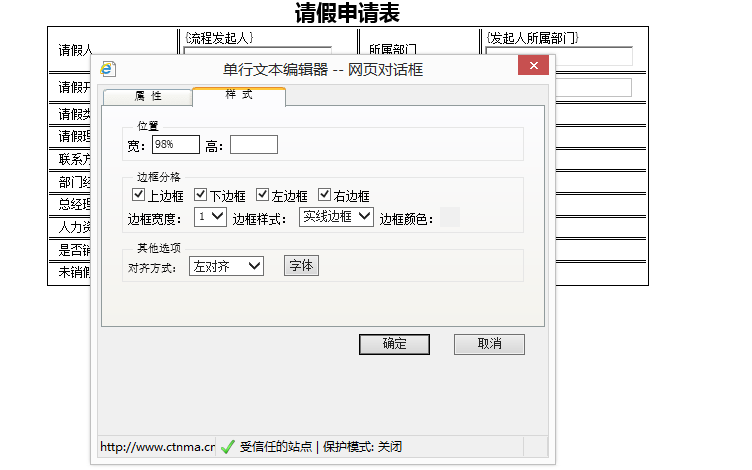 请假申请表
请假人 {流程发起人} 所属部门 {发起人所属部门}
单行文本编辑器 -- 网页对话框
请假开
属 性 样 式
请假类
位置
请假理
宽: 98% 高:
联系方
边框分格
部门经
上边框 下边框 左边框 右边框
总经理
边框宽度: 1 边框样式: 实线边框 边框颜色:
人力资
其他选项
是否销
对齐方式: 左对齐 字体
未销假
确定 取消
http://www.ctnma.cn 受信任的站点 | 保护模式: 关闭